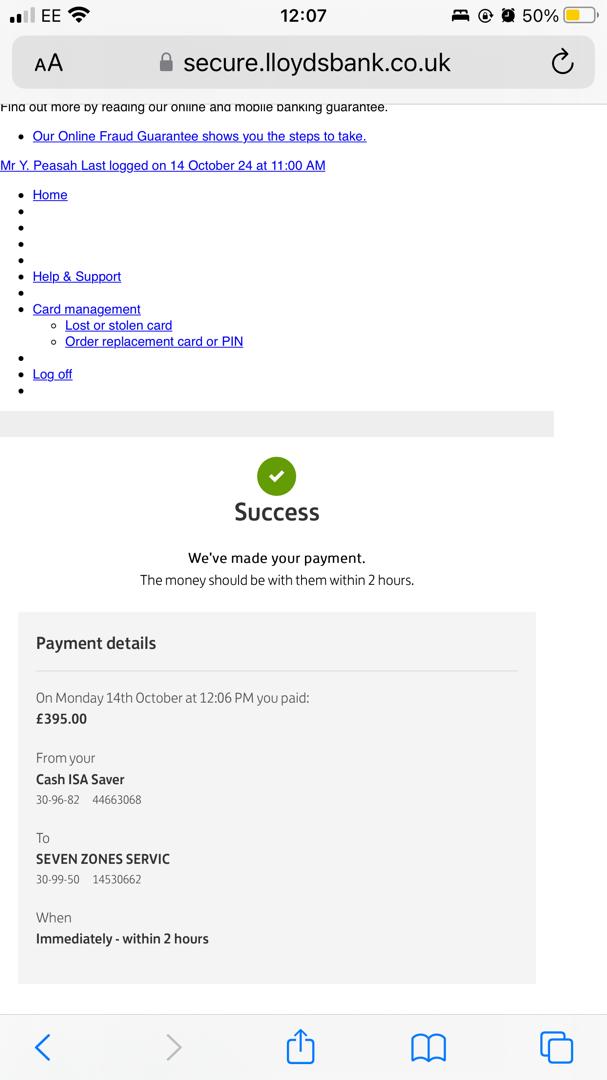 EE
12:07
50%
AA
secure.lloydsbank.co.uk
Find out more by reading our online and mobile banking guarantee.
Our Online Fraud Guarantee shows you the steps to take.
Mr Y. Peasah Last logged on 14 October 24 at 11:00 AM
Home
Help & Support
Card management
Lost or stolen card
Order replacement card or PIN
Log off
Success
We've made your payment.
The money should be with them within 2 hours.
Payment details
On Monday 14th October at 12:06 PM you paid:
£395.00
From your
Cash ISA Saver
30-96-82 44663068
To
SEVEN ZONES SERVIC
30-99-50 14530662
When
Immediately - within 2 hours